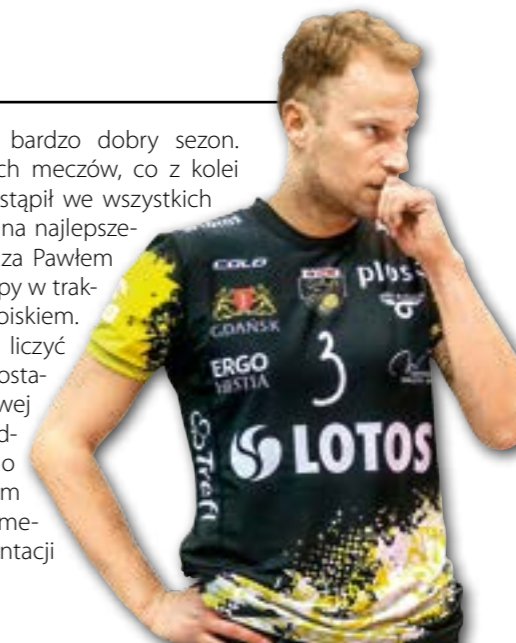 bardzo dobry sezon.
ch meczów, co z kolei
stąpił we wszystkich
na najlepsze-
za Pawłem
py w trak-
oiskiem.
liczyć
osta-
wej
d-
o
m
me-
ntacji
COLO
plus
GDAŃSK
ERGO
HESTIA
3
LOTOS
Trefl